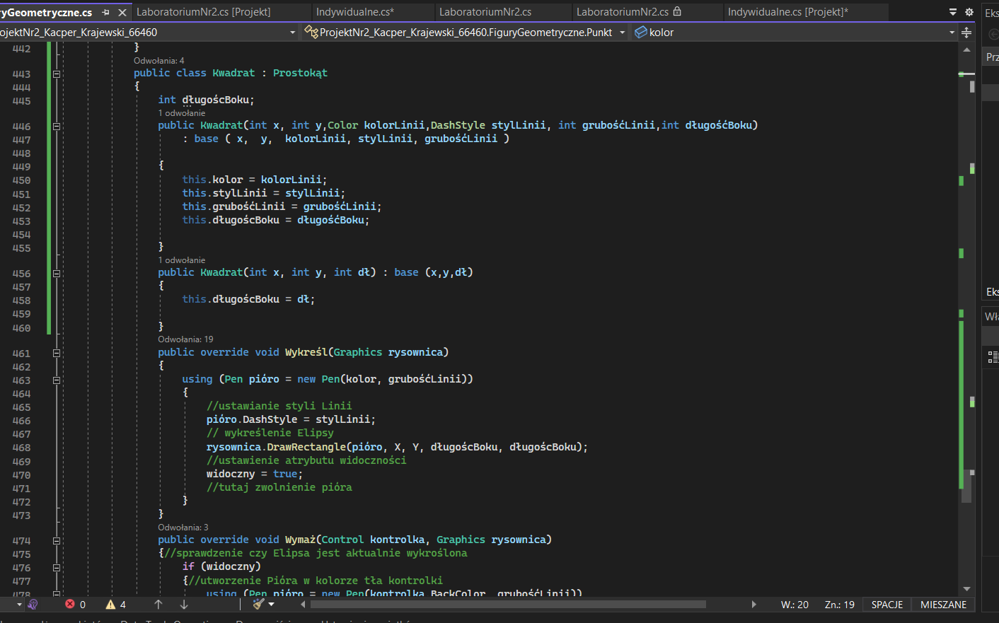 ryGeometryczne.cs LaboratoriumNr2.cs [Projekt] Indywidualne.cs* LaboratoriumNr2.cs LaboratoriumNr2.cs Indywidualne.cs [Projekt]* Eks
ojektNr2_Kacper_Krajewski_66460 ProjektNr2_Kacper_Krajewski_66460.FiguryGeometryczne.Punkt kolor
Prz
442 }
Odwołania: 4
443 public class Kwadrat : Prostokąt
444 {
445 int długoścBoku;
1 odwołanie
446 public Kwadrat(int x, int y,Color kolorLinii,DashStyle stylLinii, int grubośćLinii,int długośćBoku)
447 : base ( x,  y,  kolorLinii, stylLinii, grubośćLinii )
448
449 {
450 this.kolor = kolorLinii;
451 this.stylLinii = stylLinii;
452 this.grubośćLinii = grubośćLinii;
453 this.długoścBoku = długośćBoku;
454
455 }
1 odwołanie
456 public Kwadrat(int x, int y, int dł) : base (x,y,dł)
457 {
458 this.długoścBoku = dł;
459
460 }
Odwołania: 19
461 public override void Wykreśl(Graphics rysownica)
462 {
463 using (Pen pióro = new Pen(kolor, grubośćLinii))
464 {
465 //ustawianie styli Linii
466 pióro.DashStyle = stylLinii;
467 // wykreślenie Elipsy
468 rysownica.DrawRectangle(pióro, X, Y, długoścBoku, długoścBoku);
469 //ustawienie atrybutu widoczności
470 widoczny = true;
471 //tutaj zwolnienie pióra
472 }
473 }
Odwołania: 3
474 public override void Wymaż(Control kontrolka, Graphics rysownica)
475 {//sprawdzenie czy Elipsa jest aktualnie wykroślona
476 if (widoczny)
477 {//utworzenie Pióra w kolorze tła kontrolki
478 using (Pen pióro = new Pen(kontrolka.BackColor, grubośćLinii))
Eks
Wła
0 4 W.: 20 Zn.: 19 SPACJE MIESZANE